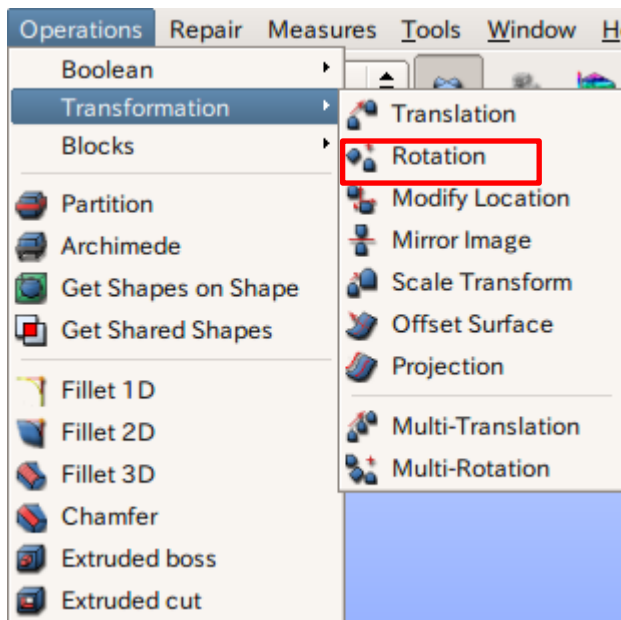 Operations Repair Measures Tools Window
Boolean
Transformation
Blocks
Partition
Archimede
Get Shapes on Shape
Get Shared Shapes
Fillet 1D
Fillet 2D
Fillet 3D
Chamfer
Extruded boss
Extruded cut
Translation
Rotation
Modify Location
Mirror Image
Scale Transform
Offset Surface
Projection
Multi-Translation
Multi-Rotation